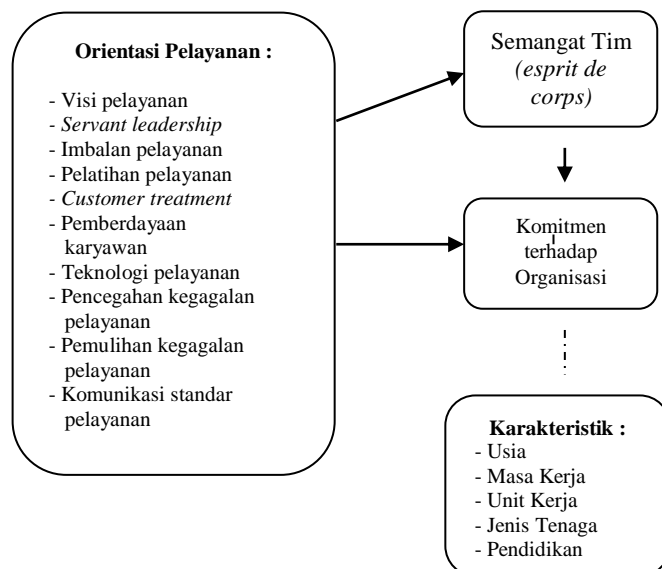 Orientasi Pelayanan :
- Visi pelayanan
- Servant leadership
- Imbalan pelayanan
- Pelatihan pelayanan
- Customer treatment
- Pemberdayaan
karyawan
- Teknologi pelayanan
- Pencegahan kegagalan
pelayanan
- Pemulihan kegagalan
pelayanan
- Komunikasi standar
pelayanan
Semangat Tim
(esprit de
corps)
Komitmen
terhadap
Organisasi
Karakteristik :
- Usia
- Masa Kerja
- Unit Kerja
- Jenis Tenaga
- Pendidikan